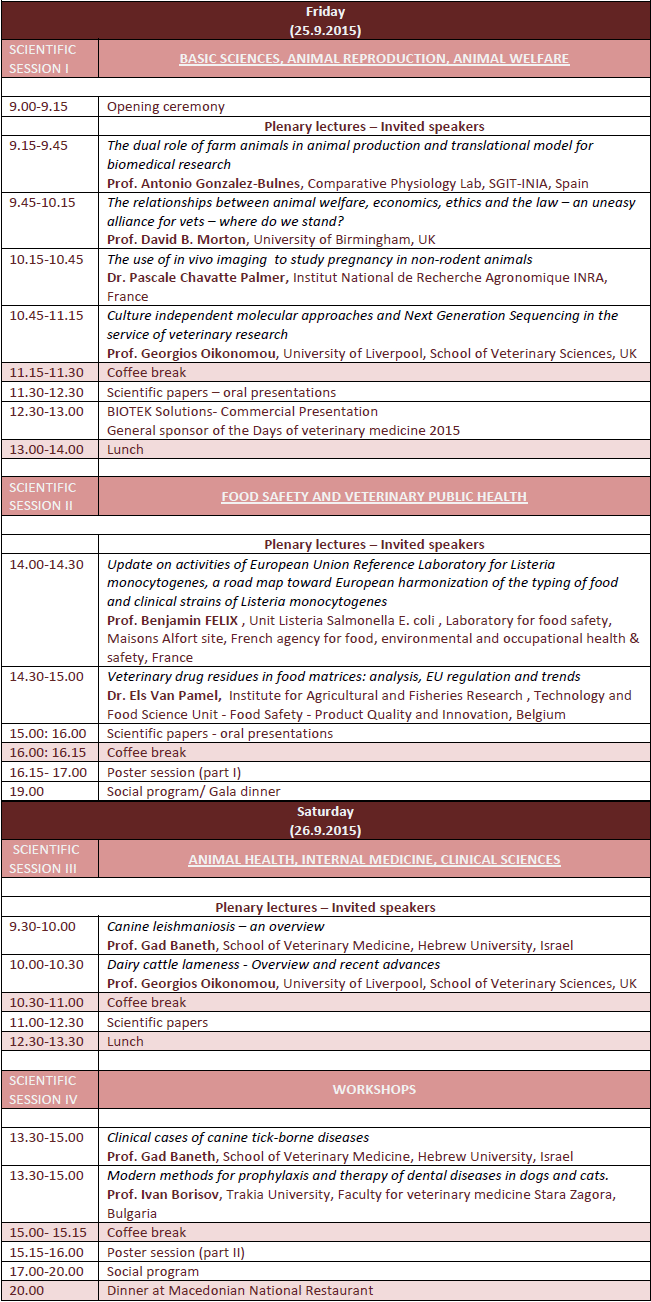 Friday
(25.9.2015)
SCIENTIFIC
SESSION I
BASIC SCIENCES, ANIMAL REPRODUCTION, ANIMAL WELFARE
9.00-9.15 Opening ceremony
Plenary lectures – Invited speakers
9.15-9.45 The dual role of farm animals in animal production and translational model for
biomedical research
Prof. Antonio Gonzalez-Bulnes, Comparative Physiology Lab, SGIT-INIA, Spain
9.45-10.15 The relationships between animal welfare, economics, ethics and the law – an uneasy
alliance for vets – where do we stand?
Prof. David B. Morton, University of Birmingham, UK
10.15-10.45 The use of in vivo imaging to study pregnancy in non-rodent animals
Dr. Pascale Chavatte Palmer, Institut National de Recherche Agronomique INRA,
France
10.45-11.15 Culture independent molecular approaches and Next Generation Sequencing in the
service of veterinary research
Prof. Georgios Oikonomou, University of Liverpool, School of Veterinary Sciences, UK
11.15-11.30 Coffee break
11.30-12.30 Scientific papers – oral presentations
12.30-13.00 BIOTEK Solutions- Commercial Presentation
General sponsor of the Days of veterinary medicine 2015
13.00-14.00 Lunch
SCIENTIFIC
SESSION II
FOOD SAFETY AND VETERINARY PUBLIC HEALTH
Plenary lectures – Invited speakers
14.00-14.30 Update on activities of European Union Reference Laboratory for Listeria
monocytogenes, a road map toward European harmonization of the typing of food
and clinical strains of Listeria monocytogenes
Prof. Benjamin FELIX , Unit Listeria Salmonella E. coli , Laboratory for food safety,
Maisons Alfort site, French agency for food, environmental and occupational health &
safety, France
14.30-15.00 Veterinary drug residues in food matrices: analysis, EU regulation and trends
Dr. Els Van Pamel, Institute for Agricultural and Fisheries Research , Technology and
Food Science Unit - Food Safety - Product Quality and Innovation, Belgium
15.00: 16.00 Scientific papers - oral presentations
16.00: 16.15 Coffee break
16.15- 17.00 Poster session (part I)
19.00 Social program/ Gala dinner
Saturday
(26.9.2015)
SCIENTIFIC
SESSION III
ANIMAL HEALTH, INTERNAL MEDICINE, CLINICAL SCIENCES
Plenary lectures – Invited speakers
9.30-10.00 Canine leishmaniosis – an overview
Prof. Gad Baneth, School of Veterinary Medicine, Hebrew University, Israel
10.00-10.30 Dairy cattle lameness - Overview and recent advances
Prof. Georgios Oikonomou, University of Liverpool, School of Veterinary Sciences, UK
10.30-11.00 Coffee break
11.00-12.30 Scientific papers
12.30-13.30 Lunch
SCIENTIFIC
SESSION IV
WORKSHOPS
13.30-15.00 Clinical cases of canine tick-borne diseases
Prof. Gad Baneth, School of Veterinary Medicine, Hebrew University, Israel
13.30-15.00 Modern methods for prophylaxis and therapy of dental diseases in dogs and cats.
Prof. Ivan Borisov, Trakia University, Faculty for veterinary medicine Stara Zagora,
Bulgaria
15.00- 15.15 Coffee break
15.15-16.00 Poster session (part II)
17.00-20.00 Social program
20.00 Dinner at Macedonian National Restaurant